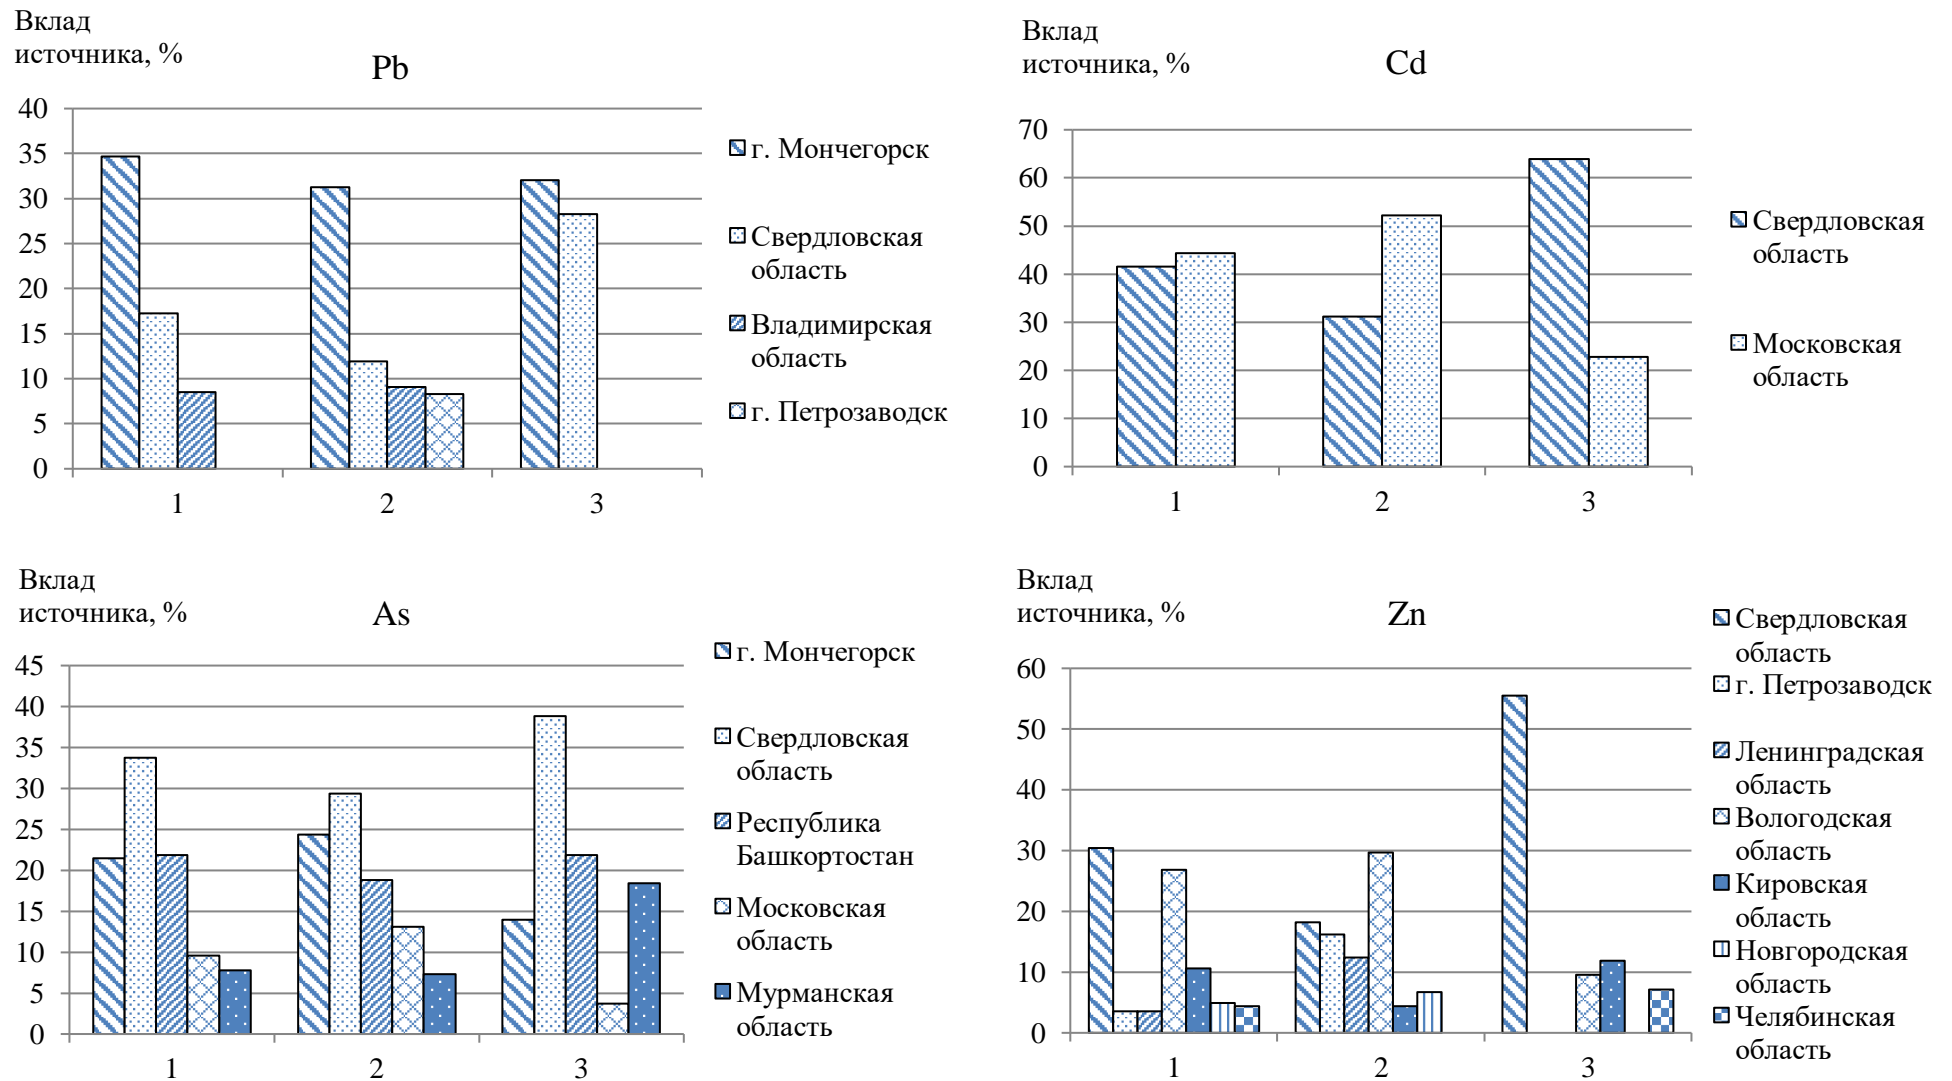 Вклад
источника, %
Pb
40
35
30
25
20
15
10
5
0
1
2
3
г. Мончегорск
Свердловская
область
Владимирская
область
г. Петрозаводск
Вклад
источника, %
Cd
70
60
50
40
30
20
10
0
1
2
3
Свердловская
область
Московская
область
Вклад
источника, %
As
45
40
35
30
25
20
15
10
5
0
1
2
3
г. Мончегорск
Свердловская
область
Республика
Башкортостан
Московская
область
Мурманская
область
Вклад
источника, %
Zn
60
50
40
30
20
10
0
1
2
3
Свердловская
область
г. Петрозаводск
Ленинградская
область
Вологодская
область
Кировская
область
Новгородская
область
Челябинская
область